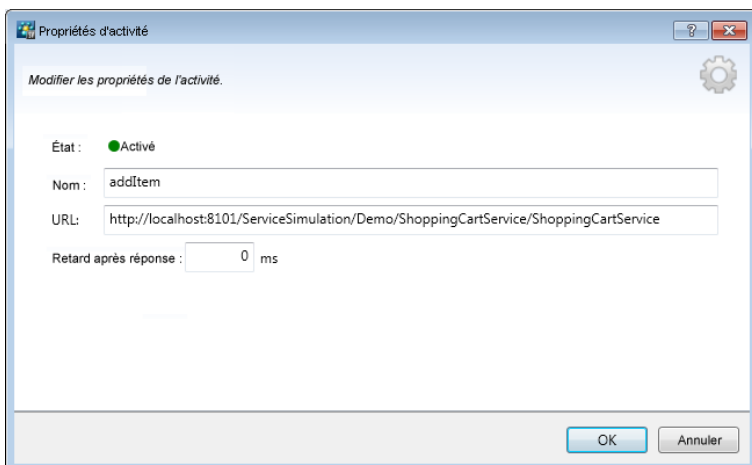 Propriétés d'activité
Modifier les propriétés de l'activité.
État : Activé
Nom : addItem
URL: http://localhost:8101/ServiceSimulation/Demo/ShoppingCartService/ShoppingCartService
Retard après réponse : 0 ms
OK Annuler